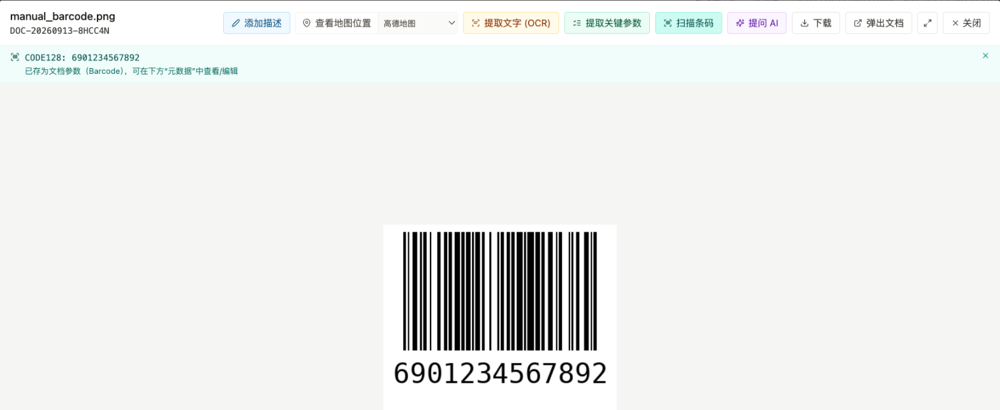 manual_barcode.png
DOC-20260913-8HCC4N
添加描述 查看地图位置 高德地图 提取文字 (OCR) 提取关键参数 扫描条码 提问 AI 下载 弹出文档 关闭
CODE128: 6901234567892
已存为文档参数（Barcode），可在下方“元数据”中查看/编辑
6901234567892